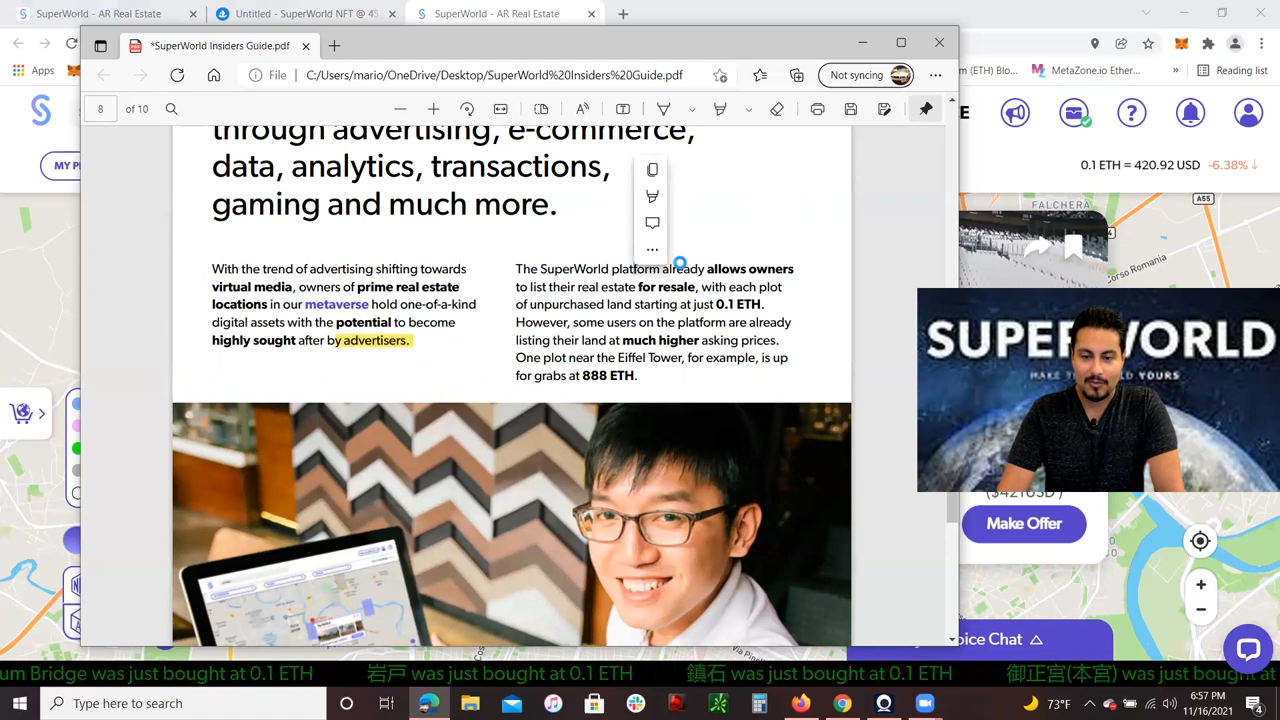 SuperWorld - AR Real Estate
Untitled - SuperWorld NFT @ 45
SuperWorld - AR Real Estate
*SuperWorld Insiders Guide.pdf
File
C:/Users/mario/OneDrive/Desktop/SuperWorld%20Insiders%20Guide.pdf
Not syncing
Apps
m (ETH) Bloc...
MetaZone.io Ether...
Reading list
8 of 10
through advertising, e-commerce,
data, analytics, transactions,
gaming and much more.
With the trend of advertising shifting towards
virtual media, owners of prime real estate
locations in our metaverse hold one-of-a-kind
digital assets with the potential to become
highly sought after by advertisers.
The SuperWorld platform already allows owners
to list their real estate for resale, with each plot
of unpurchased land starting at just 0.1 ETH.
However, some users on the platform are already
listing their land at much higher asking prices.
One plot near the Eiffel Tower, for example, is up
for grabs at 888 ETH.
MY P
E
0.1 ETH = 420.92 USD -6.38% ↓
FALCHERA
A55
Corso Romania
SUPERWORLD
YOURS
($421USD)
Make Offer
oice Chat
um Bridge was just bought at 0.1 ETH
岩戸 was just bought at 0.1 ETH
鎮石 was just bought at 0.1 ETH
御正宮(本宮) was just bought at
Type here to search
73°F
6:57 PM
11/16/2021
4